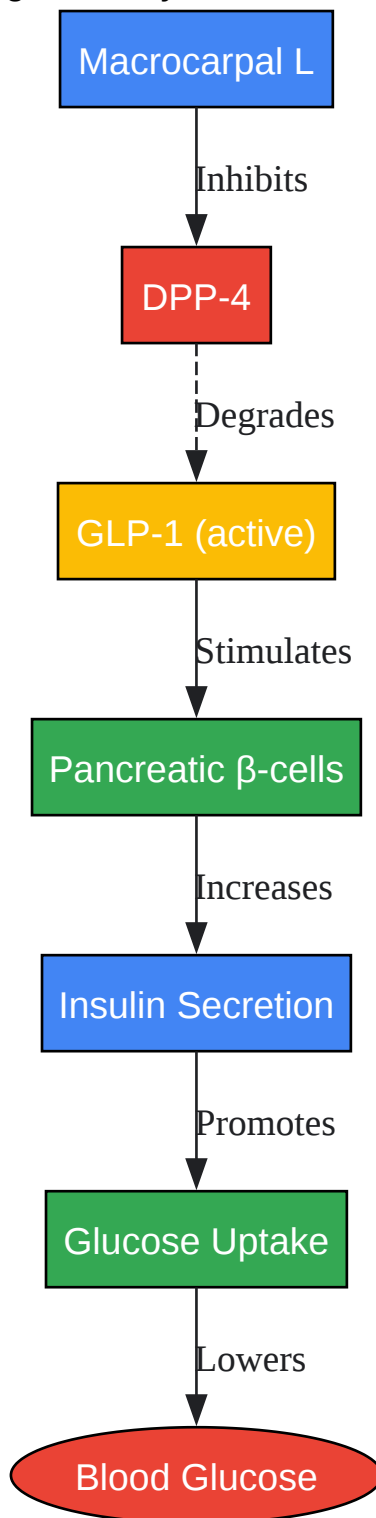 Macrocarpal L
Inhibits
DPP-4
Degrades
GLP-1 (active)
Stimulates
Pancreatic β-cells
Increases
Insulin Secretion
Promotes
Glucose Uptake
Lowers
Blood Glucose